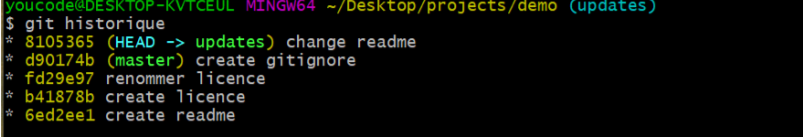 youcode@DESKTOP-KVTCEUL MINGW64 ~/Desktop/projects/demo (updates)
$ git historique
* 8105365 (HEAD -> updates) change readme
* d90174b (master) create gitignore
* fd29e97 renommer licence
* b41878b create licence
* 6ed2ee1 create readme